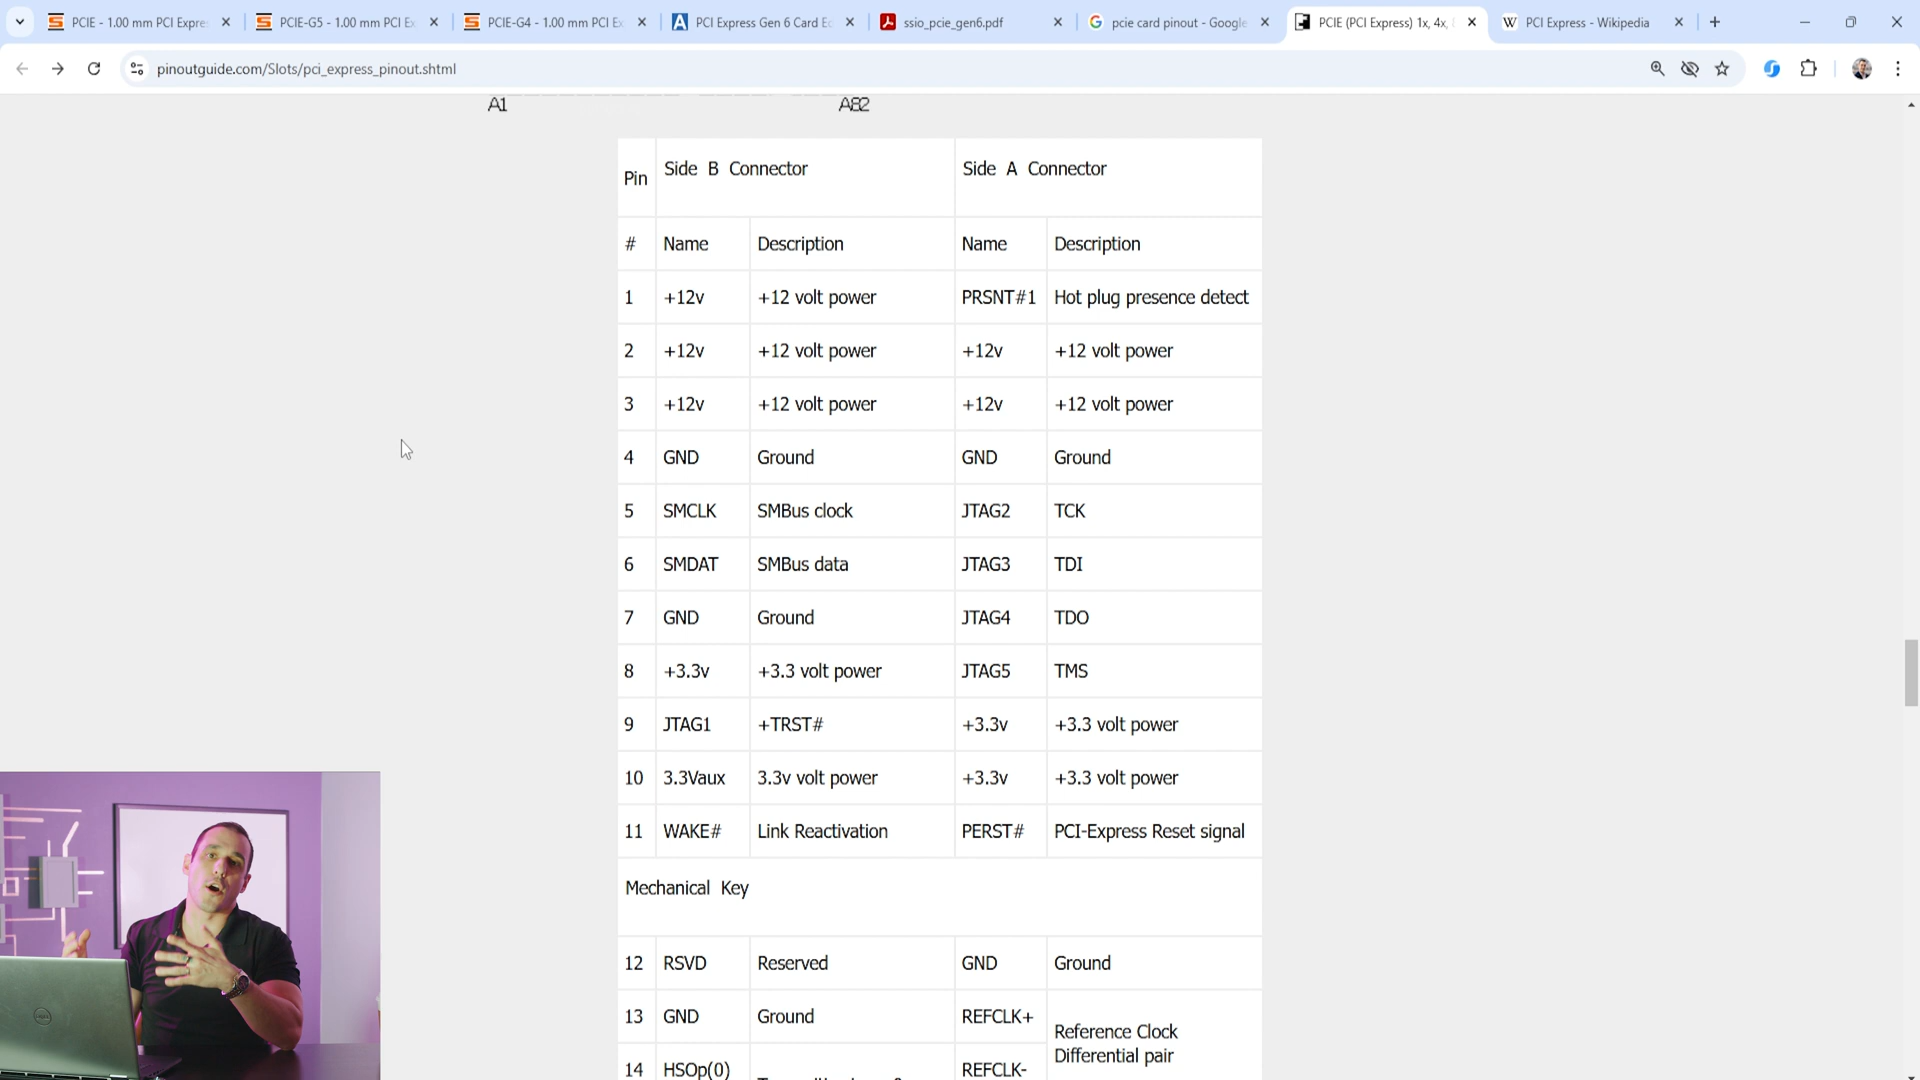 PCIE - 1.00 mm PCI Expre
PCIE-G5 - 1.00 mm PCI E
PCIE-G4 - 1.00 mm PCI E
PCI Express Gen 6 Card E
ssio_pcie_gen6.pdf
pcie card pinout - Google
PCIE (PCI Express) 1x, 4x,
PCI Express - Wikipedia
pinoutguide.com/Slots/pci_express_pinout.shtml
A1 A82
Pin Side B Connector Side A Connector
# Name Description Name Description
1 +12v +12 volt power PRSNT#1 Hot plug presence detect
2 +12v +12 volt power +12v +12 volt power
3 +12v +12 volt power +12v +12 volt power
4 GND Ground GND Ground
5 SMCLK SMBus clock JTAG2 TCK
6 SMDAT SMBus data JTAG3 TDI
7 GND Ground JTAG4 TDO
8 +3.3v +3.3 volt power JTAG5 TMS
9 JTAG1 +TRST# +3.3v +3.3 volt power
10 3.3Vaux 3.3v volt power +3.3v +3.3 volt power
11 WAKE# Link Reactivation PERST# PCI-Express Reset signal
Mechanical Key
12 RSVD Reserved GND Ground
13 GND Ground REFCLK+ Reference Clock
Differential pair
14 HSOp(0) REFCLK-